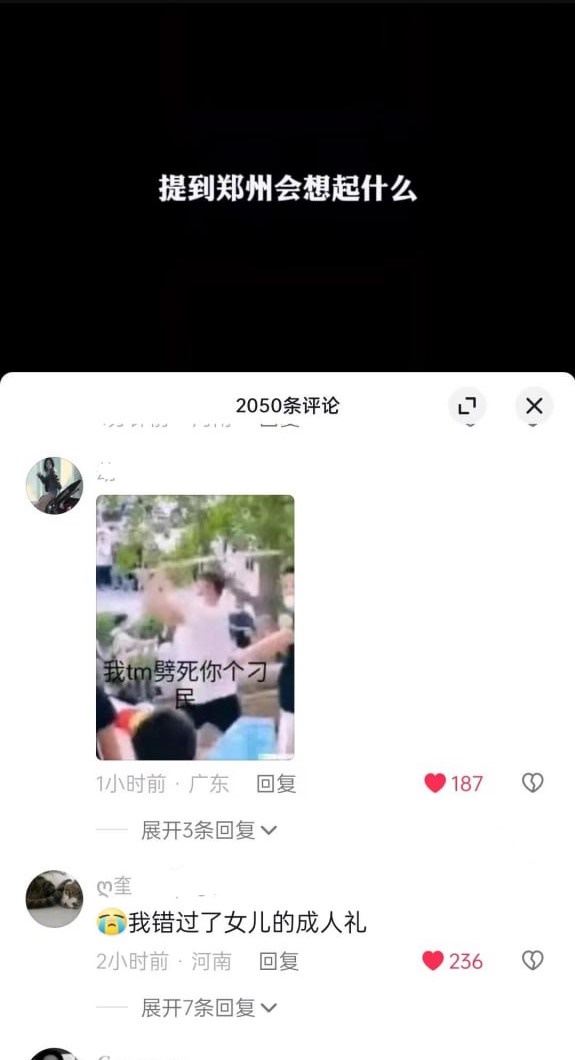 提到郑州会想起什么
2050条评论
我tm劈死你个刁
民
1小时前 · 广东 回复
187
展开3条回复
ღ奎
😭我错过了女儿的成人礼
2小时前 · 河南 回复
236
展开7条回复